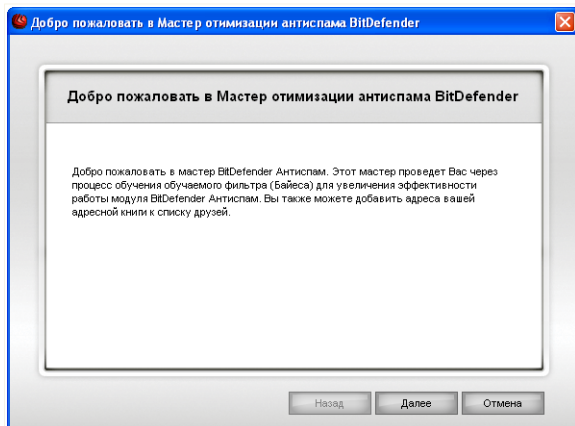 Добро пожаловать в Мастер отимизации антиспама BitDefender
Добро пожаловать в Мастер отимизации антиспама BitDefender
Добро пожаловать в мастер BitDefender Антиспам. Этот мастер проведет Вас через
процесс обучения обучаемого фильтра (Байеса) для увеличения эффективности
работы модуля BitDefender Антиспам. Вы также можете добавить адреса вашей
адресной книги к списку друзей.
Назад
Далее
Отмена